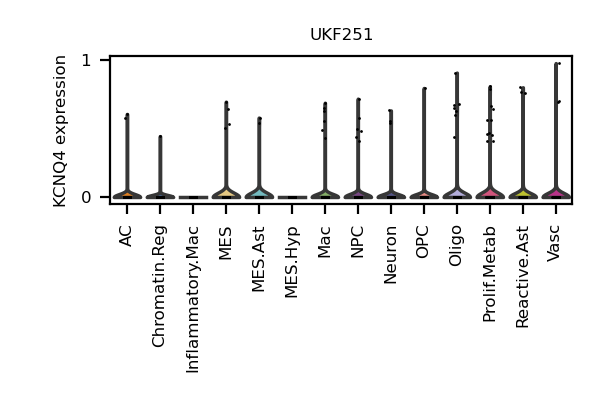 UKF251
KCNQ4 expression
1
0
AC
Chromatin.Reg
Inflammatory.Mac
MES
MES.Ast
MES.Hyp
Mac
NPC
Neuron
OPC
Oligo
Prolif.Metab
Reactive.Ast
Vasc